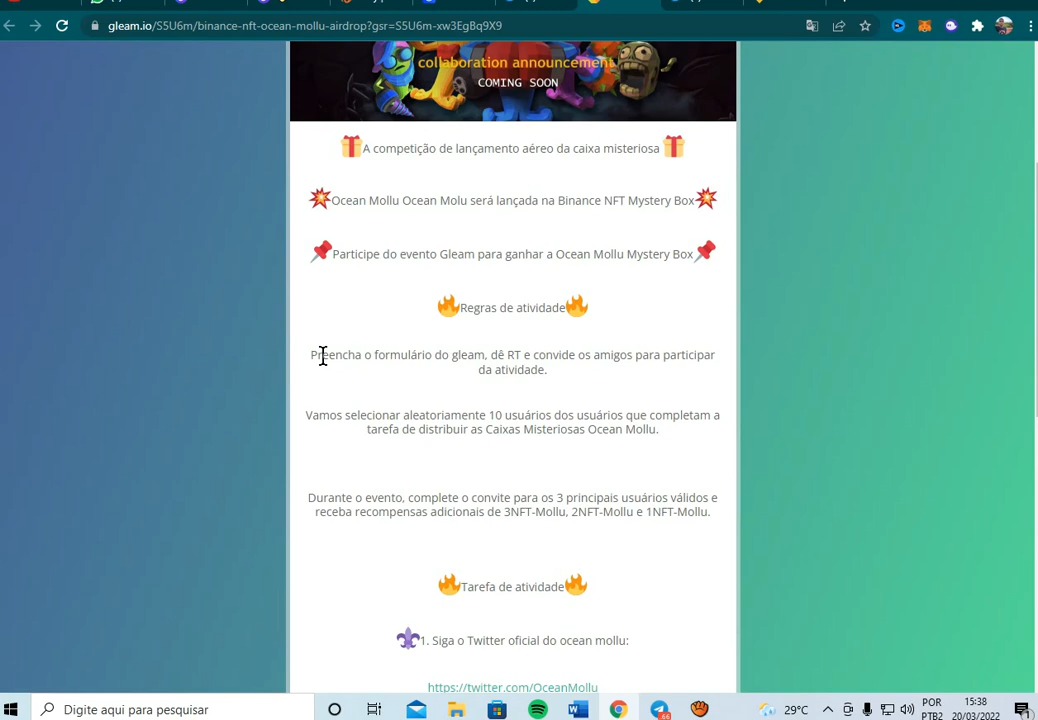 gleam.io/S5U6m/binance-nft-ocean-mollu-airdrop?gsr=S5U6m-xw3EgBq9X9
collaboration announcement
COMING SOON
A competição de lançamento aéreo da caixa misteriosa
Ocean Mollu Ocean Molu será lançada na Binance NFT Mystery Box
Participe do evento Gleam para ganhar a Ocean Mollu Mystery Box
Regras de atividade
Preencha o formulário do gleam, dê RT e convide os amigos para participar
da atividade.
Vamos selecionar aleatoriamente 10 usuários dos usuários que completam a
tarefa de distribuir as Caixas Misteriosas Ocean Mollu.
Durante o evento, complete o convite para os 3 principais usuários válidos e
receba recompensas adicionais de 3NFT-Mollu, 2NFT-Mollu e 1NFT-Mollu.
Tarefa de atividade
1. Siga o Twitter oficial do ocean mollu:
https://twitter.com/OceanMollu
Digite aqui para pesquisar
66
29°C
POR
PTB2
15:38
20/03/2022
1